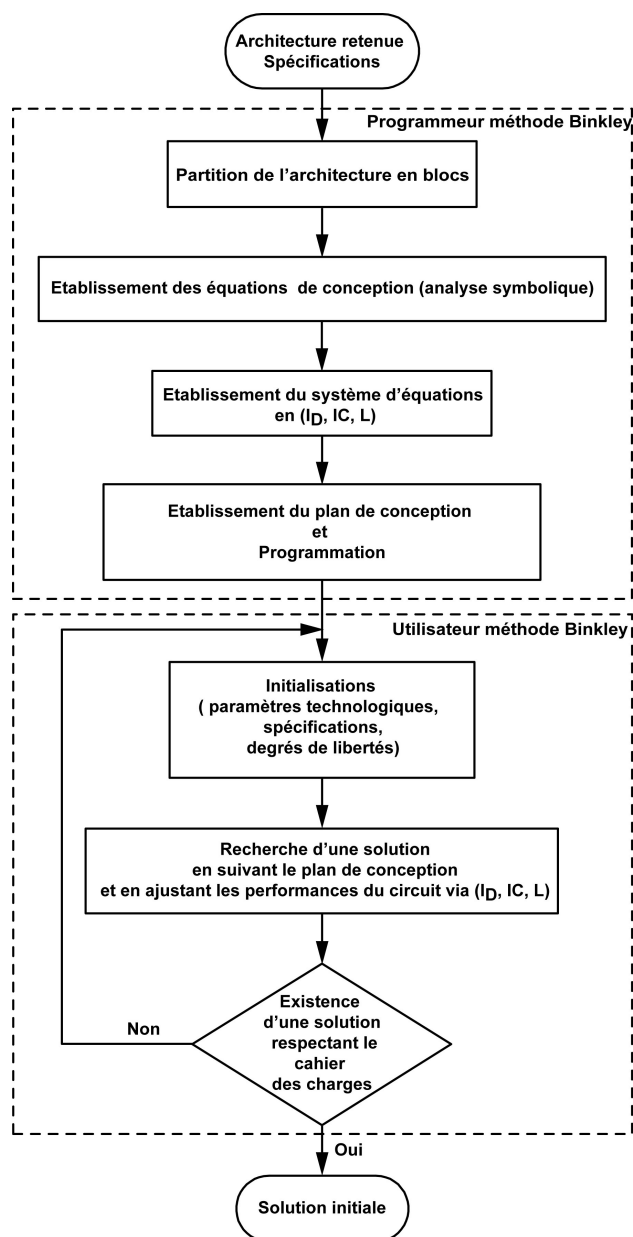 Architecture retenue
Spécifications
Programmeur méthode Binkley
Partition de l'architecture en blocs
Etablissement des équations de conception (analyse symbolique)
Etablissement du système d'équations
en (ID, IC, L)
Etablissement du plan de conception
et
Programmation
Utilisateur méthode Binkley
Initialisations
( paramètres technologiques,
spécifications,
degrés de libertés)
Recherche d'une solution
en suivant le plan de conception
et en ajustant les performances du circuit via (ID, IC, L)
Existence
d'une solution
respectant le
cahier
des charges
Non
Oui
Solution initiale